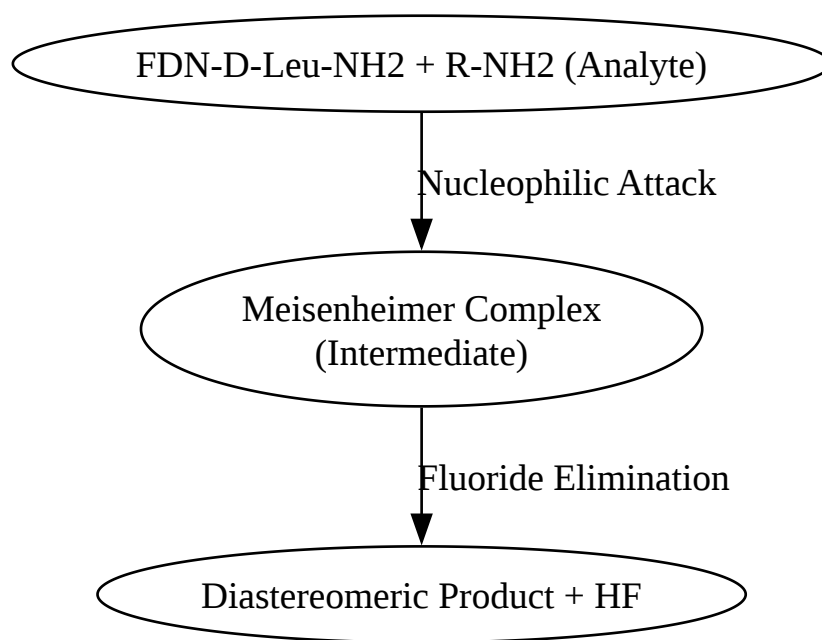 FDN-D-Leu-NH2 + R-NH2 (Analyte)
Nucleophilic Attack
Meisenheimer Complex
(Intermediate)
Fluoride Elimination
Diastereomeric Product + HF